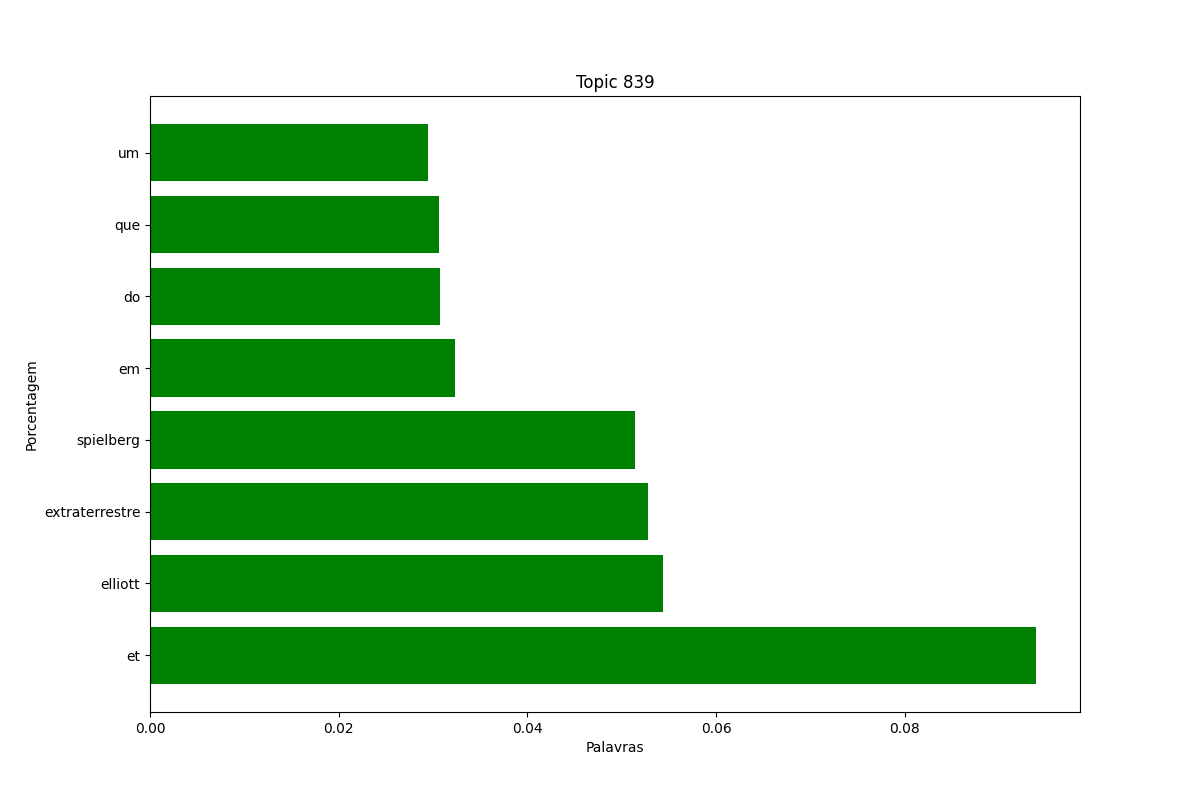 Topic 839
um
que
do
em
spielberg
extraterrestre
elliott
et
Porcentagem
0.00 0.02 0.04 0.06 0.08
Palavras